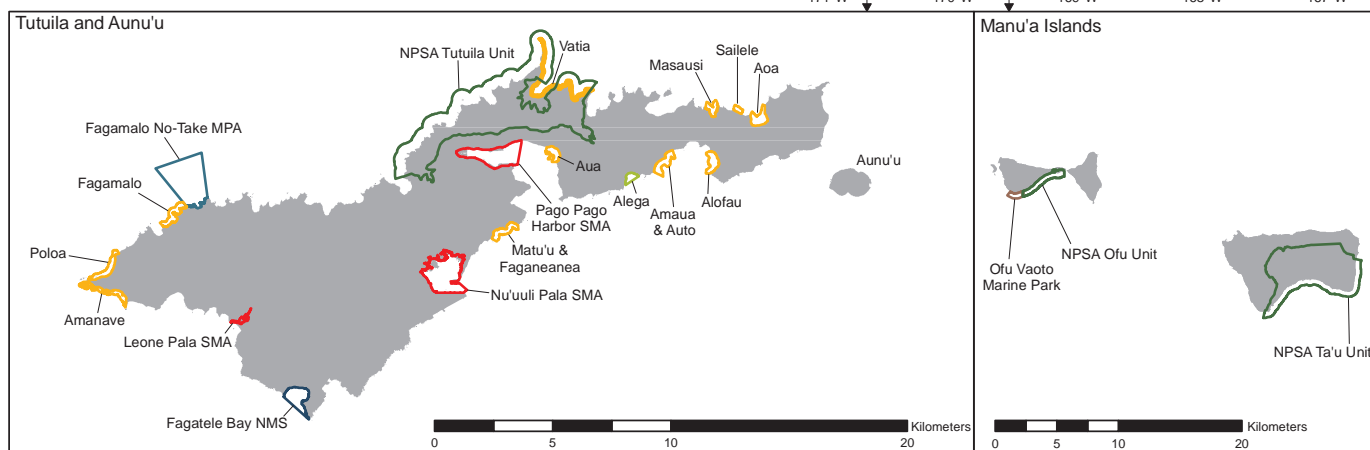 Tutuila and Aunu'u
NPSA Tutuila Unit
Vatia
Masausi
Sailele
Aoa
Fagamalo No-Take MPA
Fagamalo
Aua
Aunu'u
Pago Pago
Harbor SMA
Alega
Amaua
& Auto
Alofau
Poloa
Matu'u &
Faganeanea
Amanave
Nu'uuli Pala SMA
Leone Pala SMA
Fagatele Bay NMS
Kilometers
0
5
10
20
Manu'a Islands
Ofu Vaoto
Marine Park
NPSA Ofu Unit
NPSA Ta'u Unit
Kilometers
0
5
10
20